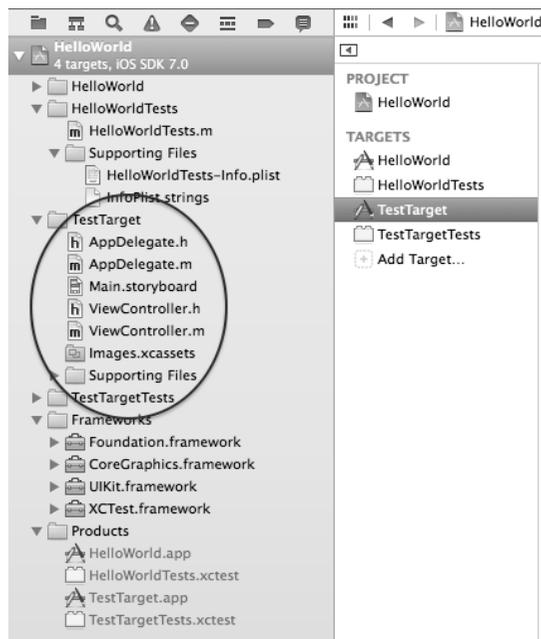 HelloWorld
HelloWorld
4 targets, iOS SDK 7.0
HelloWorld
HelloWorldTests
HelloWorldTests.m
Supporting Files
HelloWorldTests-Info.plist
InfoPlist.strings
TestTarget
AppDelegate.h
AppDelegate.m
Main.storyboard
ViewController.h
ViewController.m
Images.xcassets
Supporting Files
TestTargetTests
Frameworks
Foundation.framework
CoreGraphics.framework
UIKit.framework
XCTest.framework
Products
HelloWorld.app
HelloWorldTests.xctest
TestTarget.app
TestTargetTests.xctest
PROJECT
HelloWorld
TARGETS
HelloWorld
HelloWorldTests
TestTarget
TestTargetTests
Add Target...